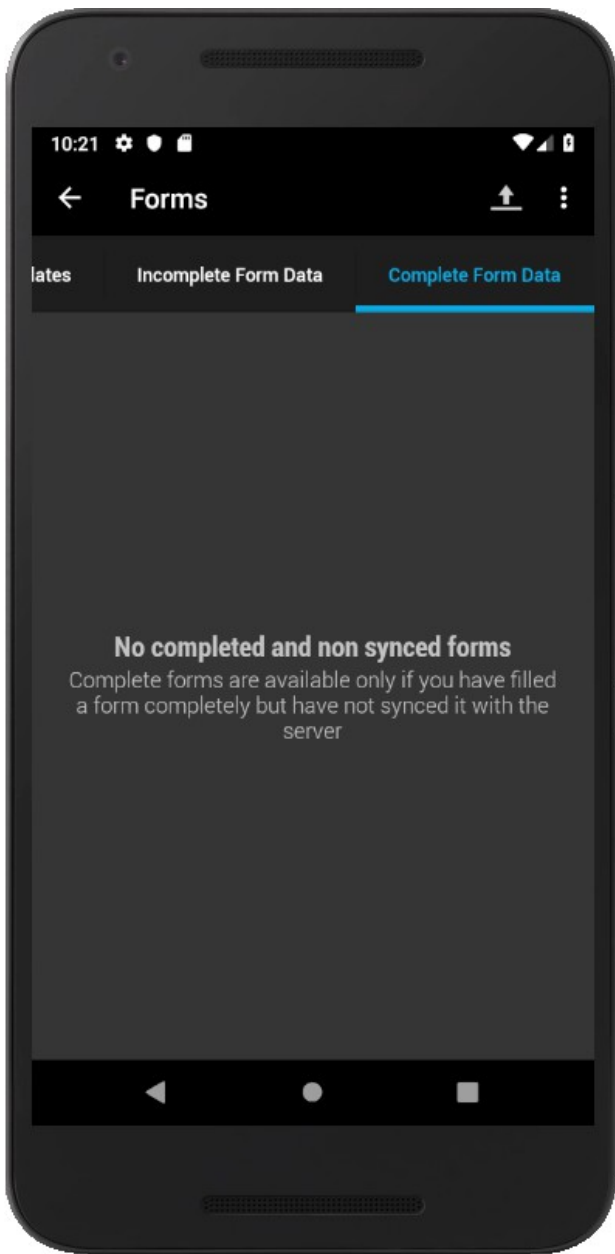 10:21
Forms
lates
Incomplete Form Data
Complete Form Data
No completed and non synced forms
Complete forms are available only if you have filled
a form completely but have not synced it with the
server